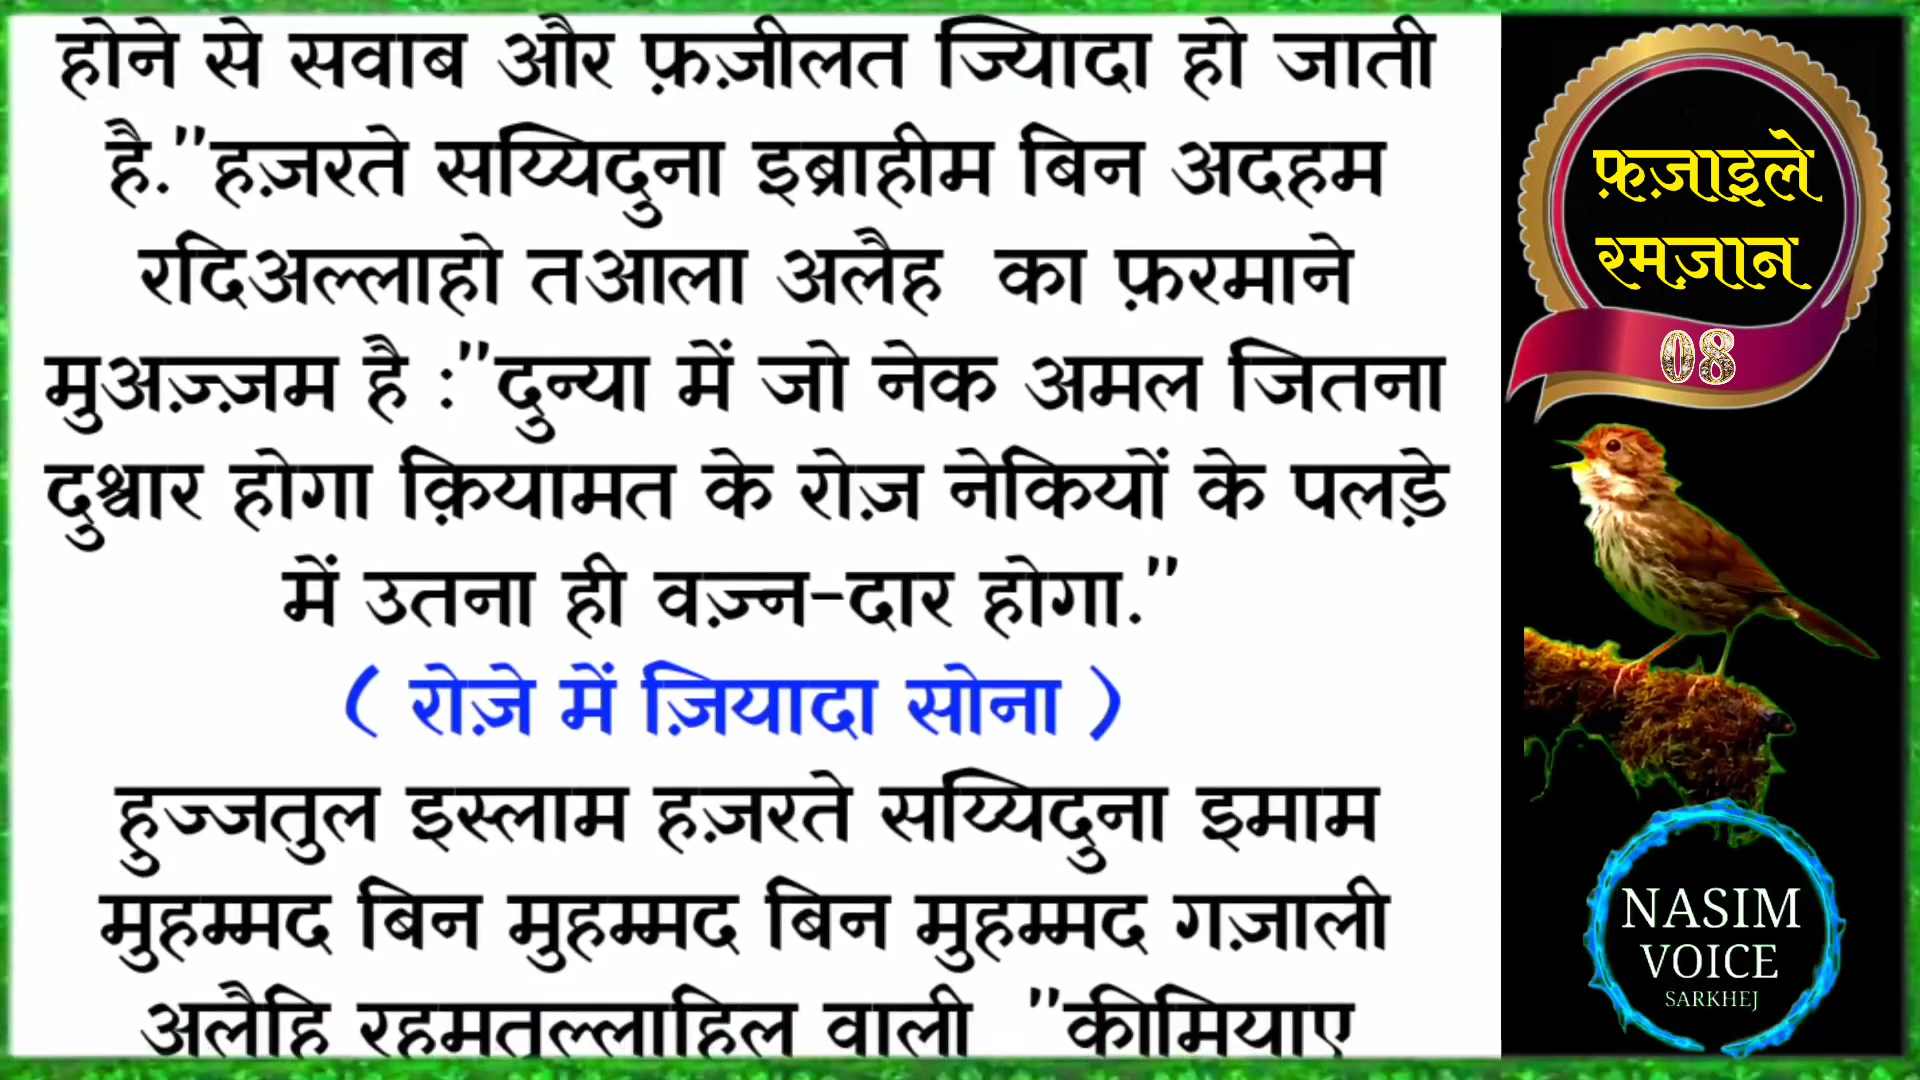 होने से सवाब और फ़ज़ीलत ज्यािदा हो जाती
है."हज़रते सय्यिदुना इब्राहीम बिन अदहम
रदिअल्लाहो तआला अलैह का फ़रमाने
मुअज़्ज़म है :"दुन्या में जो नेक अमल जितना
दुश्वार होगा क़ियामत के रोज़ नेकियों के पलड़े
में उतना ही वज़्न-दार होगा."
( रोज़े में ज़ियादा सोना )
हुज्जतुल इस्लाम हज़रते सय्यिदुना इमाम
मुहम्मद बिन मुहम्मद बिन मुहम्मद गज़ाली
अलैहि रहमतुल्लाहिल वाली "कीमियाए
फ़ज़ाइले
रमज़ान
08
NASIM
VOICE
SARKHEJ